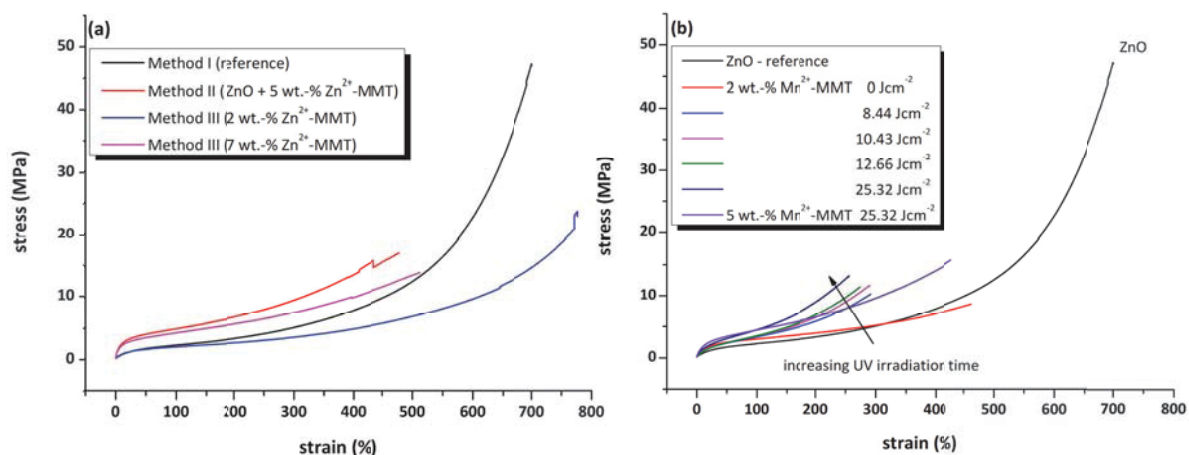 (a)
Method I (reference)
Method II (ZnO + 5 wt.-% Zn²⁺-MMT)
Method III (2 wt.-% Zn²⁺-MMT)
Method III (7 wt.-% Zn²⁺-MMT)
50
40
30
20
10
0
stress (MPa)
0 100 200 300 400 500 600 700 800
strain (%)
(b)
ZnO
ZnO - reference
2 wt.-% Mn²⁺-MMT 0 Jcm⁻²
8.44 Jcm⁻²
10.43 Jcm⁻²
12.66 Jcm⁻²
25.32 Jcm⁻²
5 wt.-% Mn²⁺-MMT 25.32 Jcm⁻²
50
40
30
20
10
0
stress (MPa)
increasing UV irradiatior time
0 100 200 300 400 500 600 700 800
strain (%)